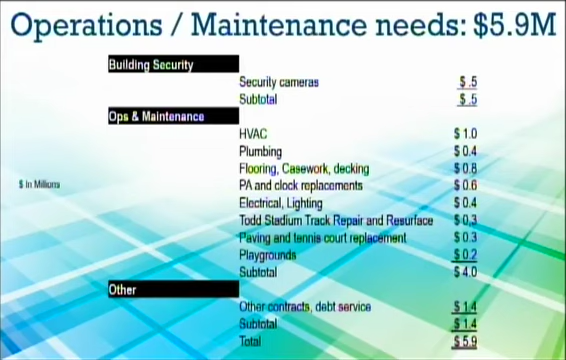 Operations / Maintenance needs: $5.9M
Building Security
Security cameras $ .5
Subtotal $ .5
Ops & Maintenance
HVAC $ 1.0
Plumbing $ 0.4
Flooring, Casework, decking $ 0.8
$ In Millions PA and clock replacements $ 0.6
Electrical, Lighting $ 0.4
Todd Stadium Track Repair and Resurface $ 0.3
Paving and tennis court replacement $ 0.3
Playgrounds $ 0.2
Subtotal $ 4.0
Other
Other contracts, debt service $ 1.4
Subtotal $ 1.4
Total $ 5.9